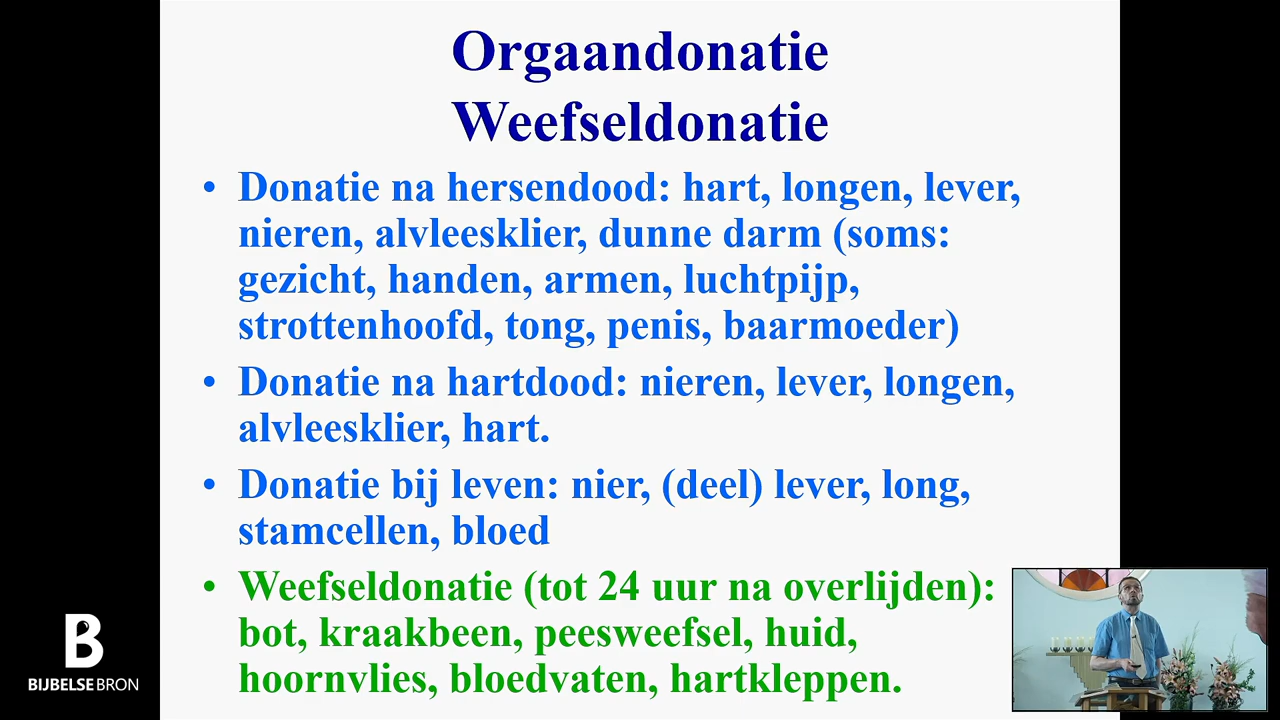 Orgaandonatie
Weefseldonatie
• Donatie na hersendood: hart, longen, lever,
nieren, alvleesklier, dunne darm (soms:
gezicht, handen, armen, luchtpijp,
strottenhoofd, tong, penis, baarmoeder)
• Donatie na hartdood: nieren, lever, longen,
alvleesklier, hart.
• Donatie bij leven: nier, (deel) lever, long,
stamcellen, bloed
• Weefseldonatie (tot 24 uur na overlijden):
bot, kraakbeen, peesweefsel, huid,
hoornvlies, bloedvaten, hartkleppen.
B
BIJBELSEBRON